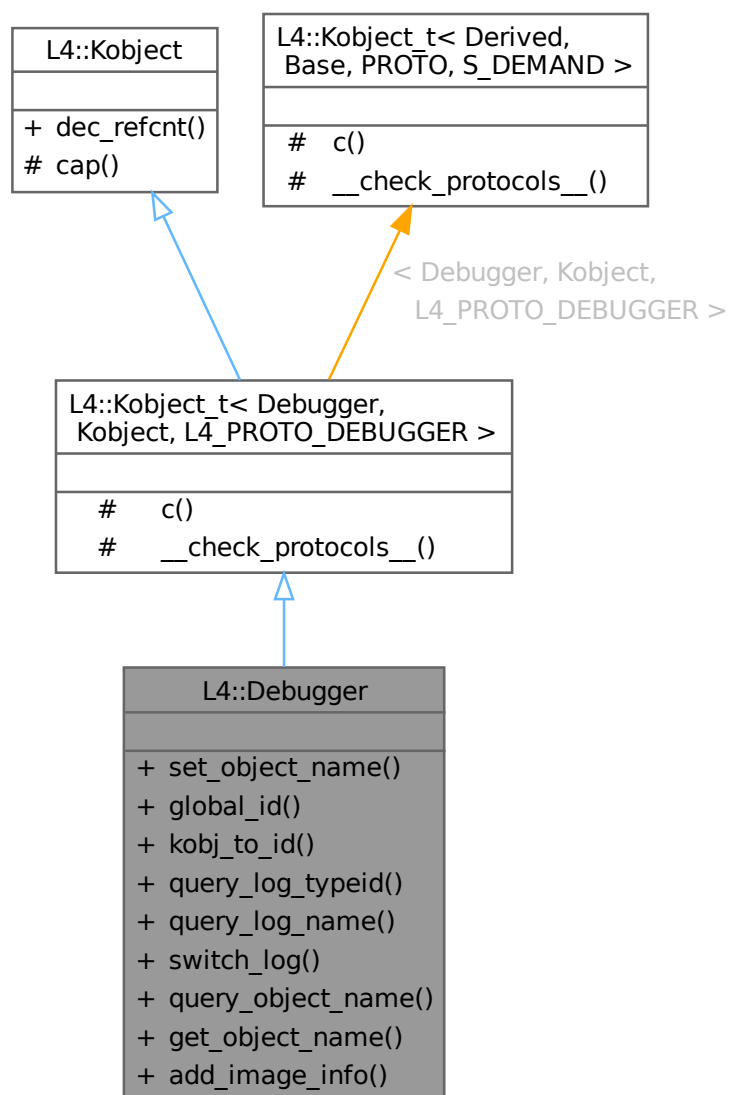 L4::Kobject
+ dec_refcnt()
# cap()
L4::Kobject_t< Derived,
Base, PROTO, S_DEMAND >
# c()
# __check_protocols__()
< Debugger, Kobject,
L4_PROTO_DEBUGGER >
L4::Kobject_t< Debugger,
Kobject, L4_PROTO_DEBUGGER >
# c()
# __check_protocols__()
L4::Debugger
+ set_object_name()
+ global_id()
+ kobj_to_id()
+ query_log_typeid()
+ query_log_name()
+ switch_log()
+ query_object_name()
+ get_object_name()
+ add_image_info()